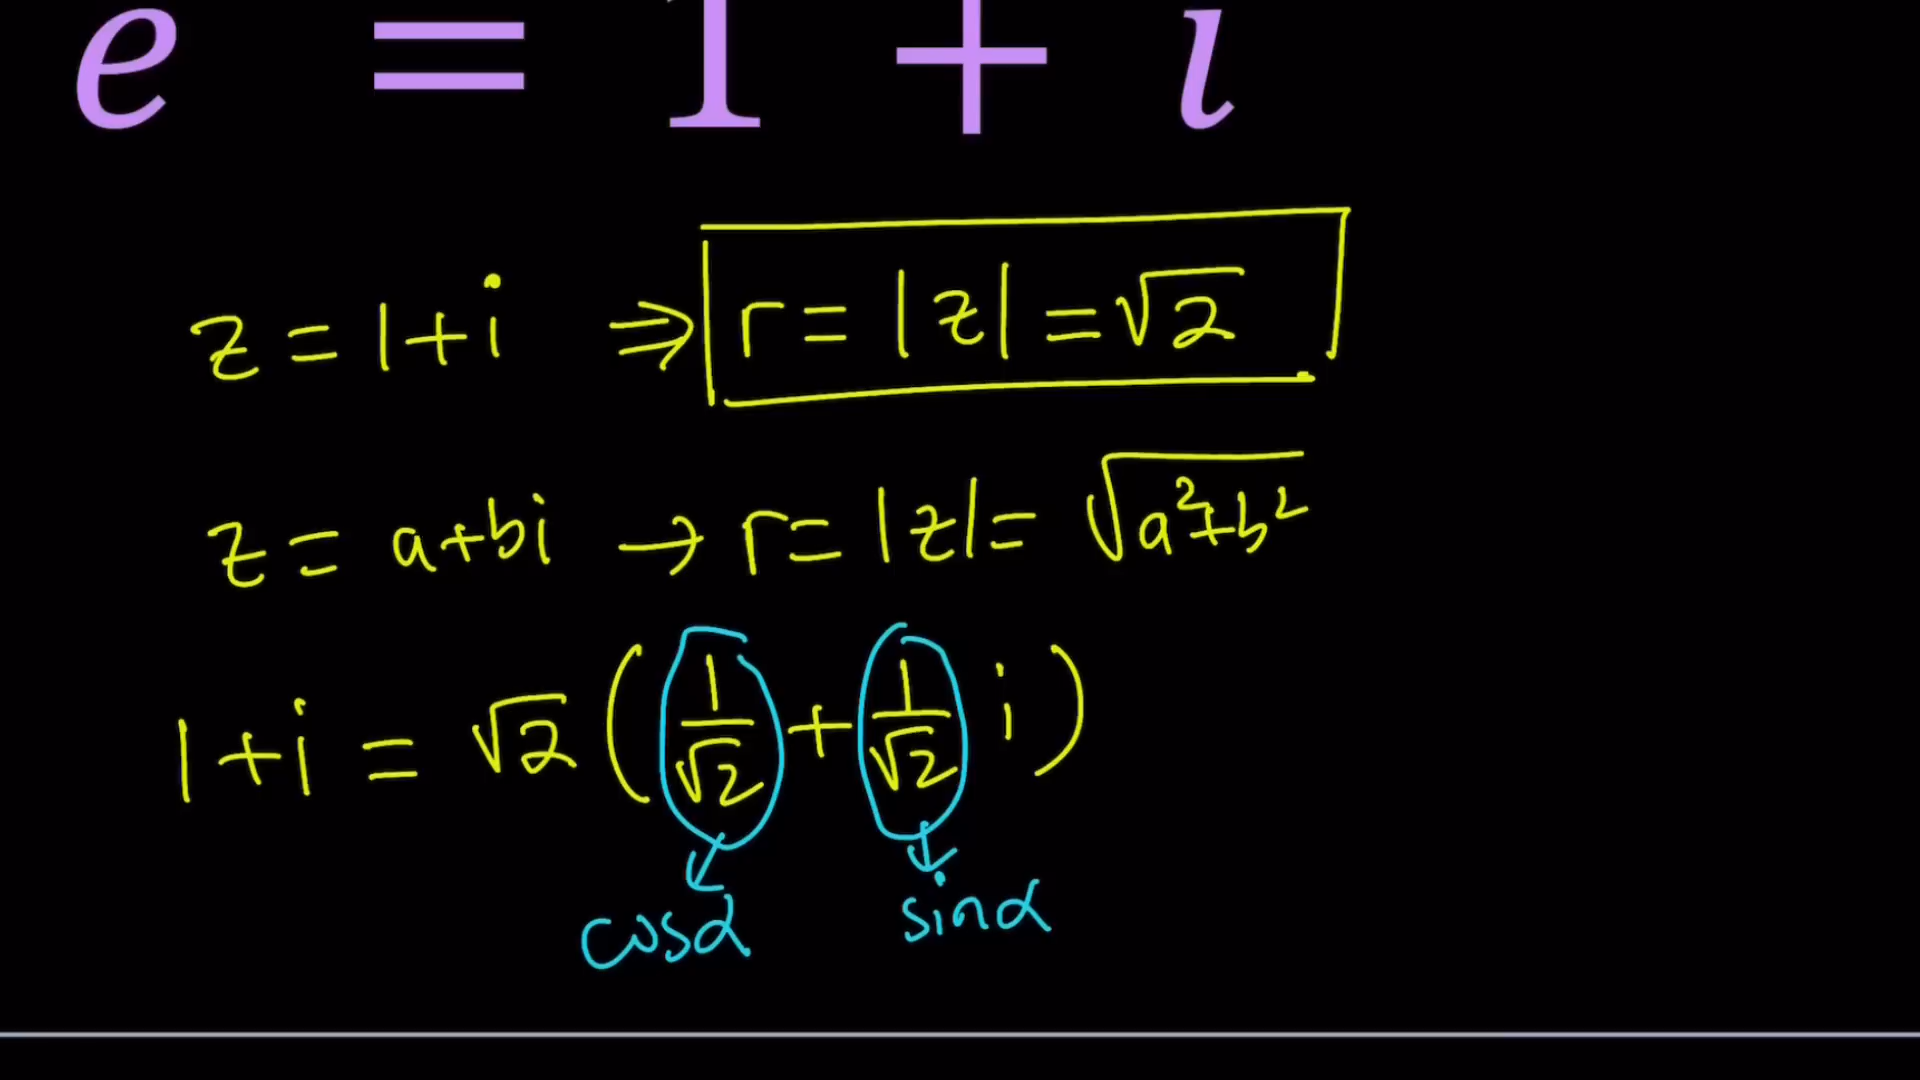 e = 1 + i
z = 1+i ⇒ r = |z| = √2
z = a+bi → r = |z| = √a²+b²
1+i = √2 (1/√2 + 1/√2 i)
cosα sinα